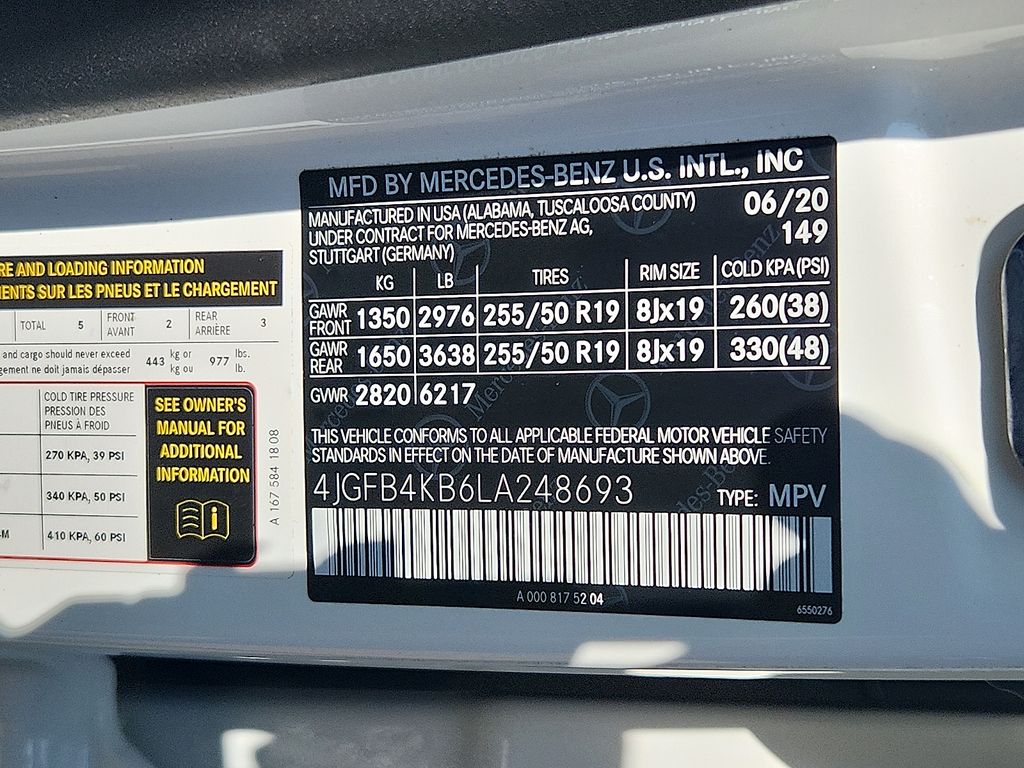 RE AND LOADING INFORMATION
ENTS SUR LES PNEUS ET LE CHARGEMENT
TOTAL 5 FRONT AVANT 2 REAR ARRIÈRE 3
and cargo should never exceed
gement ne doit jamais dépasser
443 kg or kg ou 977 lbs. lb.
COLD TIRE PRESSURE
PRESSION DES
PNEUS À FROID
270 KPA, 39 PSI
340 KPA, 50 PSI
4M 410 KPA, 60 PSI
SEE OWNER'S
MANUAL FOR
ADDITIONAL
INFORMATION
A 167 584 18 08
MFD BY MERCEDES-BENZ U.S. INTL., INC
MANUFACTURED IN USA (ALABAMA, TUSCALOOSA COUNTY) 06/20
UNDER CONTRACT FOR MERCEDES-BENZ AG, 149
STUTTGART (GERMANY)
KG LB TIRES RIM SIZE COLD KPA (PSI)
GAWR FRONT 1350 2976 255/50 R19 8Jx19 260(38)
GAWR REAR 1650 3638 255/50 R19 8Jx19 330(48)
GVWR 2820 6217
THIS VEHICLE CONFORMS TO ALL APPLICABLE FEDERAL MOTOR VEHICLE SAFETY
STANDARDS IN EFFECT ON THE DATE OF MANUFACTURE SHOWN ABOVE.
4JGFB4KB6LA248693 TYPE: MPV
A 000 817 52 04
6550276